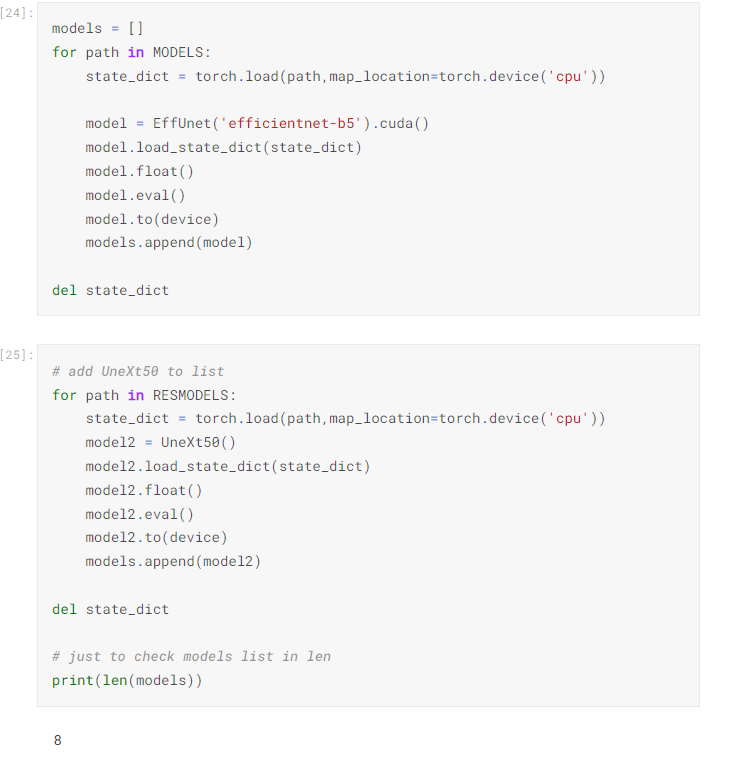 [24]:
models = []
for path in MODELS:
    state_dict = torch.load(path,map_location=torch.device('cpu'))

    model = EffUnet('efficientnet-b5').cuda()
    model.load_state_dict(state_dict)
    model.float()
    model.eval()
    model.to(device)
    models.append(model)

del state_dict
[25]:
# add UneXt50 to list
for path in RESMODELS:
    state_dict = torch.load(path,map_location=torch.device('cpu'))
    model2 = UneXt50()
    model2.load_state_dict(state_dict)
    model2.float()
    model2.eval()
    model2.to(device)
    models.append(model2)

del state_dict

# just to check models list in len
print(len(models))
8